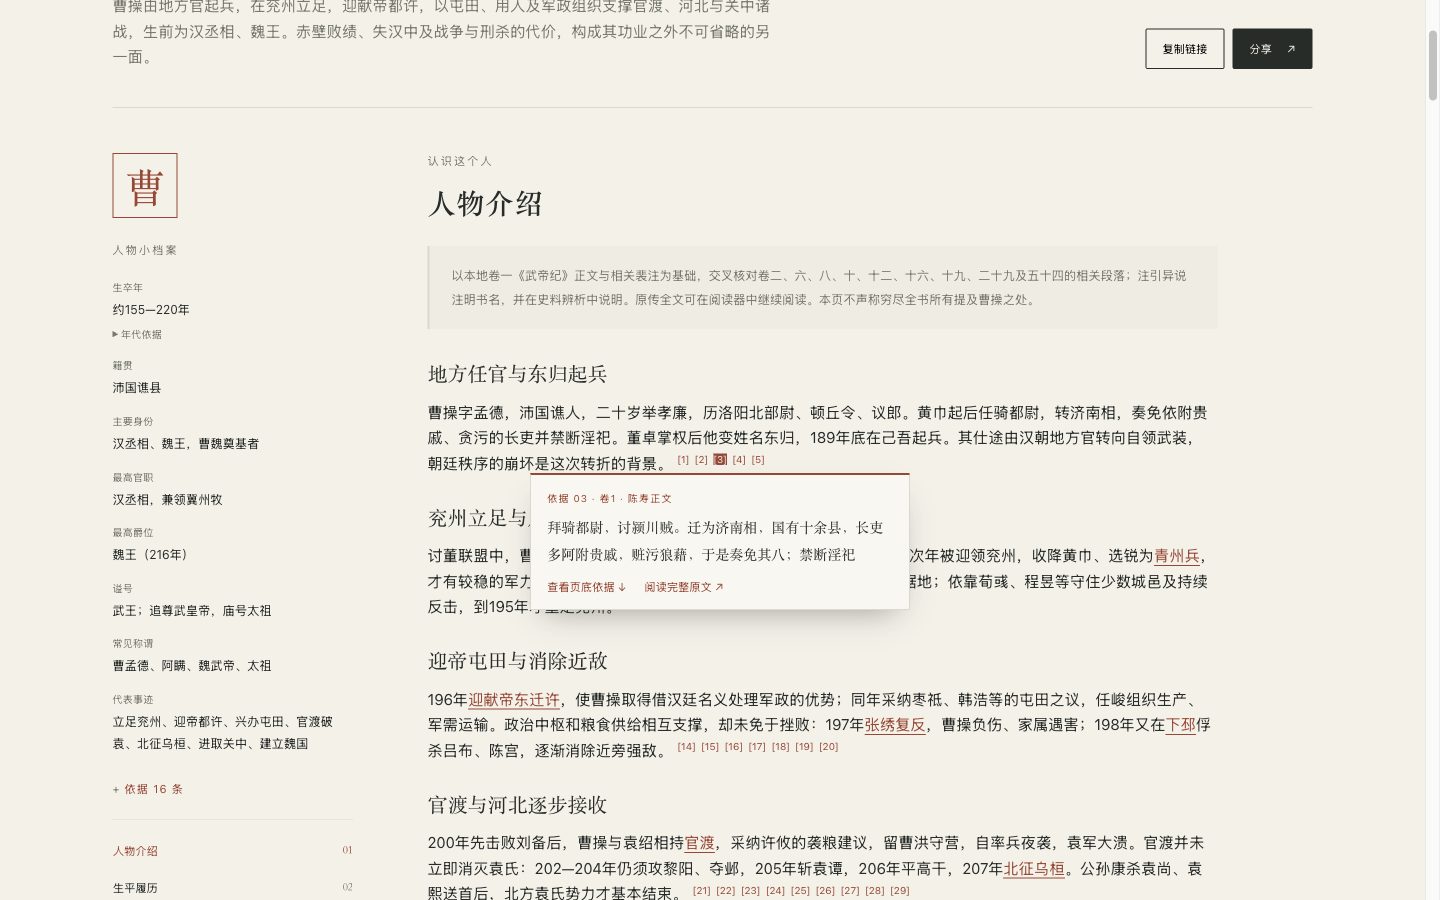 曹操由地方官起兵，在兖州立足，迎献帝都许，以屯田、用人及军政组织支撑官渡、河北与关中诸
战，生前为汉丞相、魏王。赤壁败绩、失汉中及战争与刑杀的代价，构成其功业之外不可省略的另
一面。
复制链接
分享 ↗
曹
人物小档案
生卒年
约155—220年
▶ 年代依据
籍贯
沛国谯县
主要身份
汉丞相、魏王，曹魏奠基者
最高官职
汉丞相，兼领冀州牧
最高爵位
魏王（216年）
谥号
武王；追尊武皇帝，庙号太祖
常见称谓
曹孟德、阿瞒、魏武帝、太祖
代表事迹
立足兖州、迎帝都许、兴办屯田、官渡破
袁、北征乌桓、进取关中、建立魏国
+ 依据 16 条
人物介绍 01
生平履历 02
认识这个人
人物介绍
以本地卷一《武帝纪》正文与相关裴注为基础，交叉核对卷二、六、八、十、十二、十六、十九、二十九及五十四的相关段落；注引异说
注明书名，并在史料辨析中说明。原传全文可在阅读器中继续阅读。本页不声称穷尽全书所有提及曹操之处。
地方任官与东归起兵
曹操字孟德，沛国谯人，二十岁举孝廉，历洛阳北部尉、顿丘令、议郎。黄巾起后任骑都尉，转济南相，奏免依附贵
戚、贪污的长吏并禁断淫祀。董卓掌权后他变姓名东归，189年底在己吾起兵。其仕途由汉朝地方官转向自领武装，
朝廷秩序的崩坏是这次转折的背景。 [1] [2] [3] [4] [5]
依据 03 · 卷1 · 陈寿正文
拜骑都尉，讨颍川贼。迁为济南相，国有十余县，长吏
多阿附贵戚，赃污狼藉，于是奏免其八；禁断淫祀
查看页底依据 ↓ 阅读完整原文 ↗
兖州立足与
讨董联盟中，曹 次年被迎领兖州，收降黄巾、选锐为青州兵，
才有较稳的军力 据地；依靠荀彧、程昱等守住少数城邑及持续
反击，到195年
迎帝屯田与消除近敌
196年迎献帝东迁许，使曹操取得借汉廷名义处理军政的优势；同年采纳枣祗、韩浩等的屯田之议，任峻组织生产、
军需运输。政治中枢和粮食供给相互支撑，却未免于挫败：197年张绣复反，曹操负伤、家属遇害；198年又在下邳俘
杀吕布、陈宫，逐渐消除近旁强敌。 [14] [15] [16] [17] [18] [19] [20]
官渡与河北逐步接收
200年先击败刘备后，曹操与袁绍相持官渡，采纳许攸的袭粮建议，留曹洪守营，自率兵夜袭，袁军大溃。官渡并未
立即消灭袁氏：202—204年仍须攻黎阳、夺邺，205年斩袁谭，206年平高干，207年北征乌桓。公孙康杀袁尚、袁
熙送首后，北方袁氏势力才基本结束。 [21] [22] [23] [24] [25] [26] [27] [28] [29]